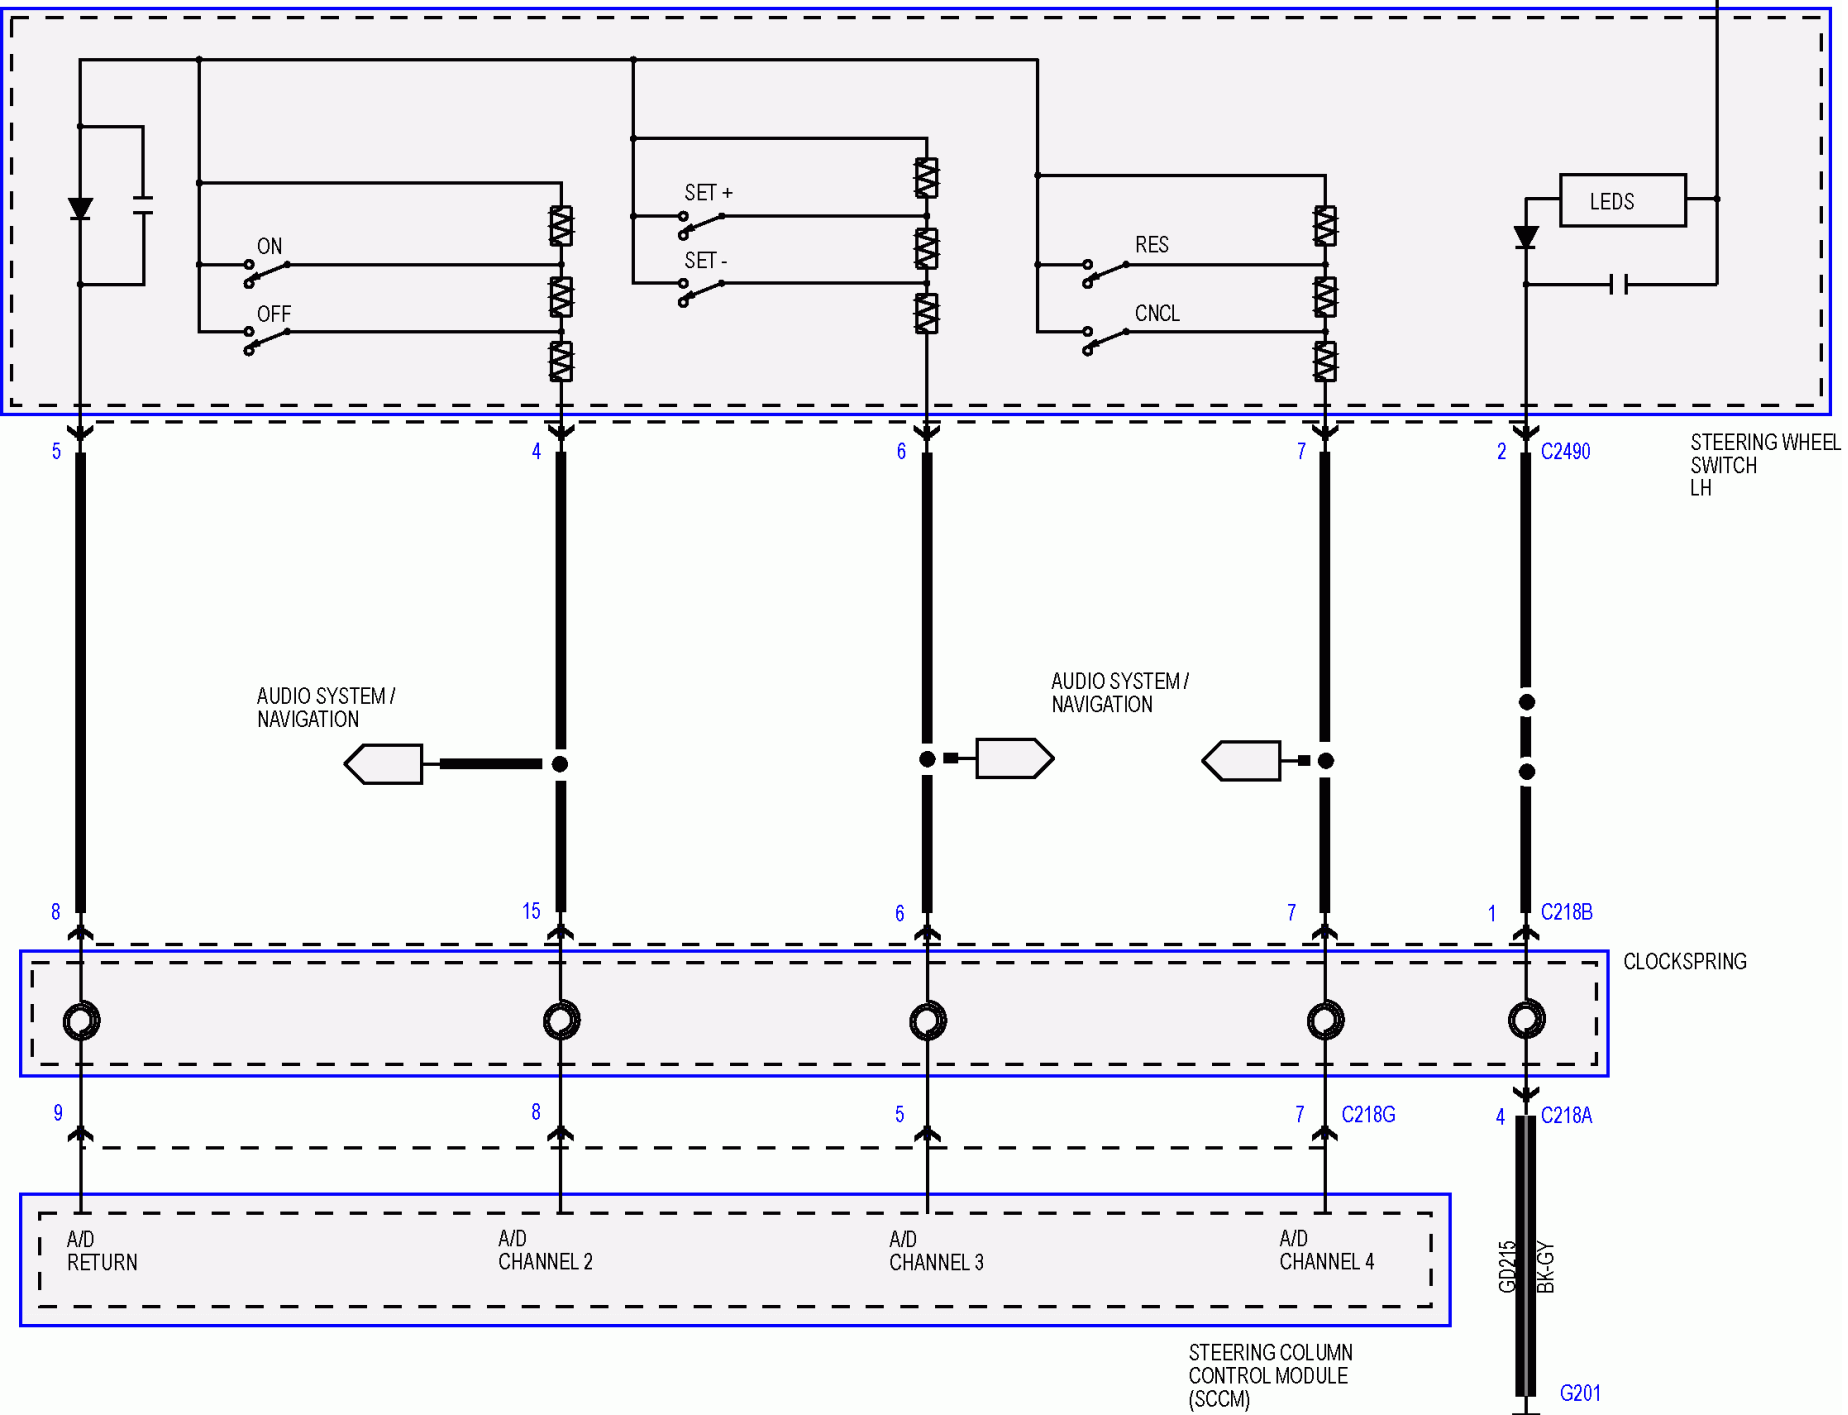 SET +
LEDS
ON
RES
SET -
OFF
CNCL
5
4
6
7
2
C2490
STEERING WHEEL
SWITCH
LH
AUDIO SYSTEM /
NAVIGATION
AUDIO SYSTEM /
NAVIGATION
8
15
6
7
1
C218B
CLOCKSPRING
9
8
5
7
C218G
4
C218A
A/D
RETURN
A/D
CHANNEL 2
A/D
CHANNEL 3
A/D
CHANNEL 4
GD215
BK-GY
STEERING COLUMN
CONTROL MODULE
(SCCM)
G201